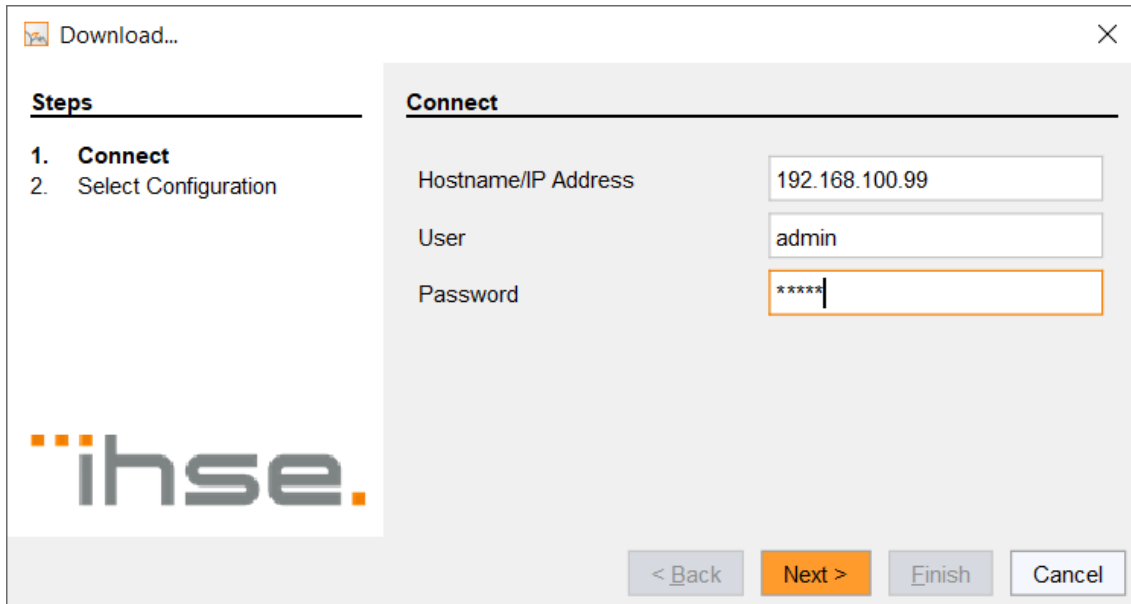 Download...
Steps
1. Connect
2. Select Configuration
Connect
Hostname/IP Address 192.168.100.99
User admin
Password *****
ihse.
< Back Next > Finish Cancel